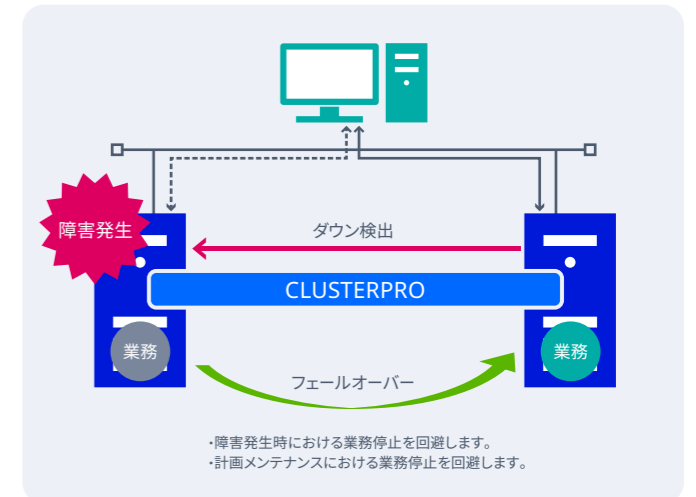 障害発生
ダウン検出
CLUSTERPRO
業務
業務
フェールオーバー
・障害発生時における業務停止を回避します。
・計画メンテナンスにおける業務停止を回避します。